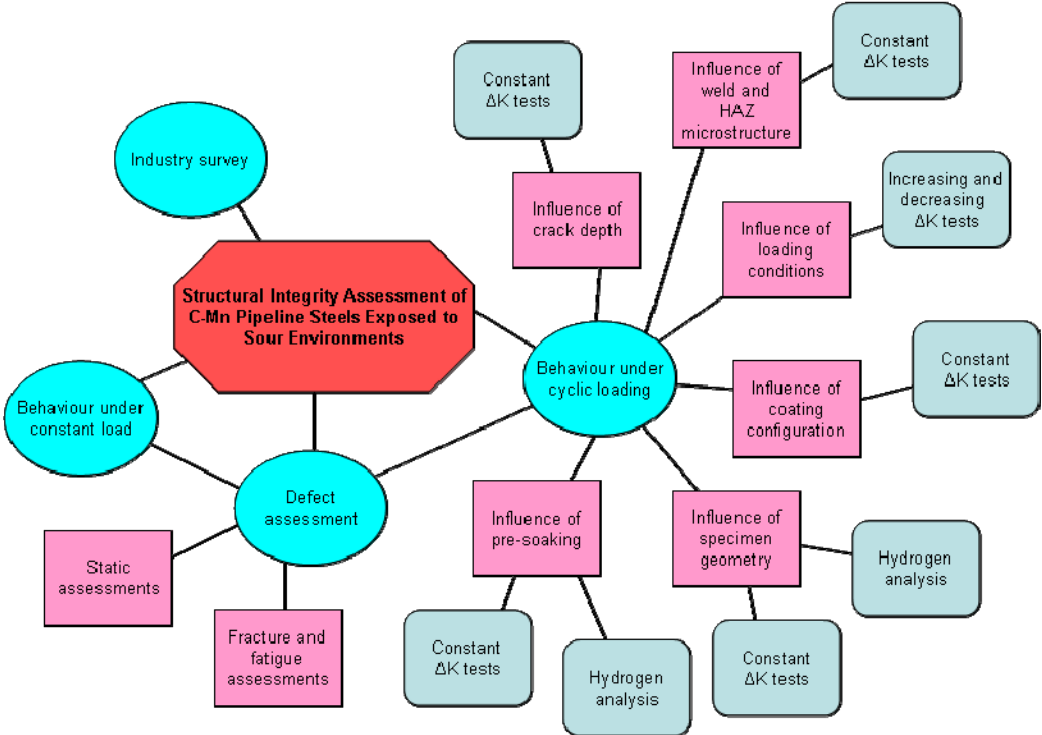 Constant
ΔK tests
Influence of
weld and
HAZ
microstructure
Constant
ΔK tests
Industry survey
Influence of
crack depth
Increasing and
decreasing
ΔK tests
Influence of
loading
conditions
Structural Integrity Assessment of
C-Mn Pipeline Steels Exposed to
Sour Environments
Behaviour under
cyclic loading
Constant
ΔK tests
Influence of
coating
configuration
Behaviour under
constant load
Defect
assessment
Influence of
pre-soaking
Influence of
specimen
geometry
Hydrogen
analysis
Static
assessments
Fracture and
fatigue
assessments
Constant
ΔK tests
Hydrogen
analysis
Constant
ΔK tests